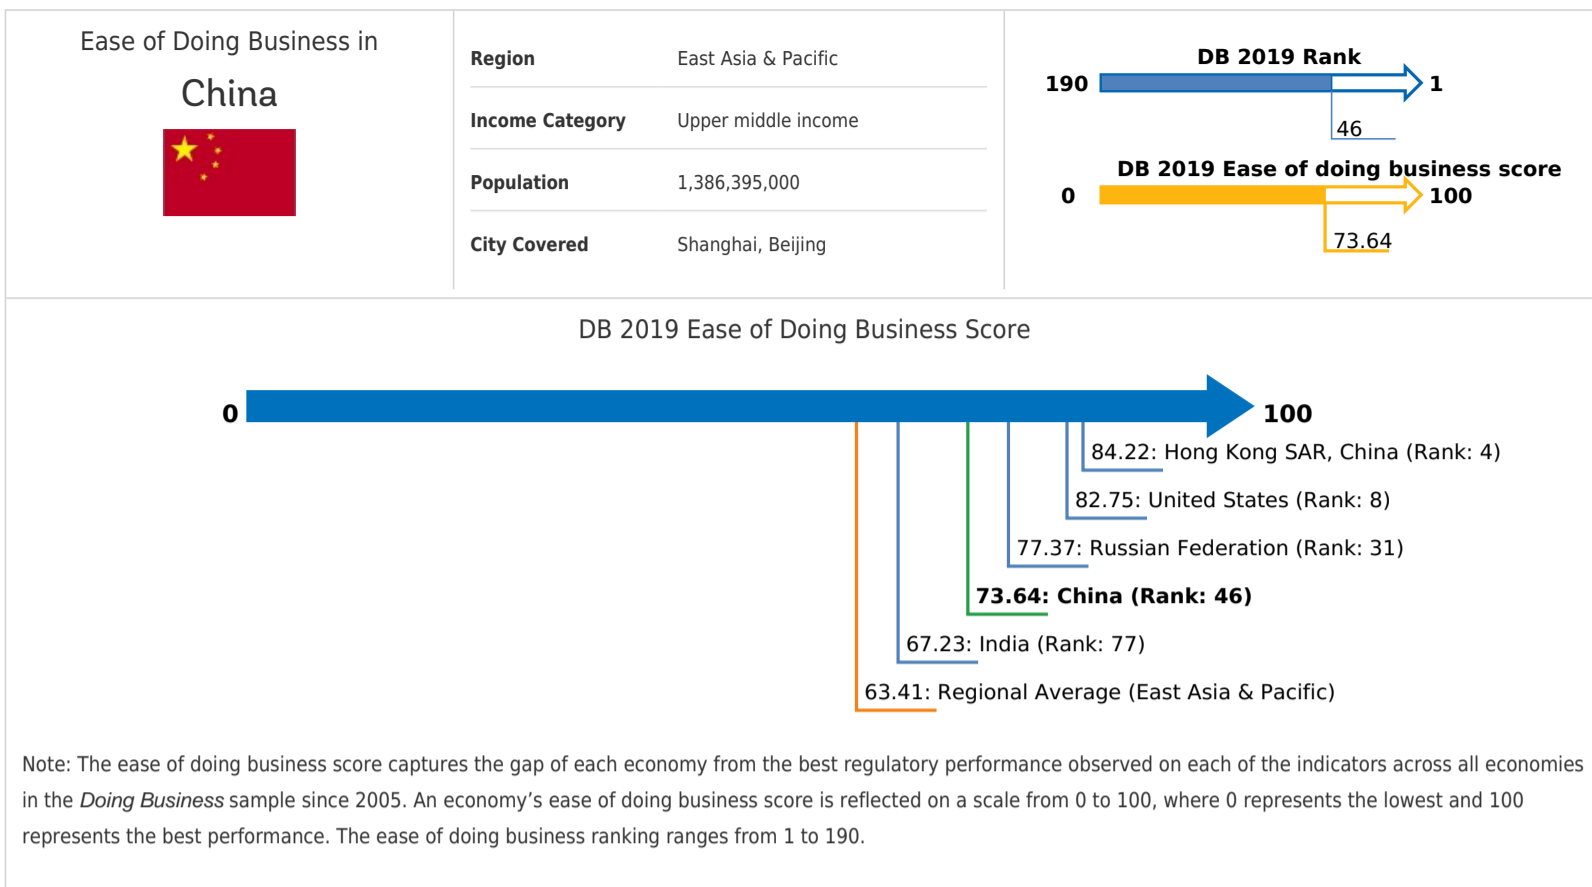 Ease of Doing Business in
China
Region East Asia & Pacific
Income Category Upper middle income
Population 1,386,395,000
City Covered Shanghai, Beijing
DB 2019 Rank
190 1
46
DB 2019 Ease of doing business score
0 100
73.64
DB 2019 Ease of Doing Business Score
0 100
84.22: Hong Kong SAR, China (Rank: 4)
82.75: United States (Rank: 8)
77.37: Russian Federation (Rank: 31)
73.64: China (Rank: 46)
67.23: India (Rank: 77)
63.41: Regional Average (East Asia & Pacific)
Note: The ease of doing business score captures the gap of each economy from the best regulatory performance observed on each of the indicators across all economies
in the Doing Business sample since 2005. An economy’s ease of doing business score is reflected on a scale from 0 to 100, where 0 represents the lowest and 100
represents the best performance. The ease of doing business ranking ranges from 1 to 190.